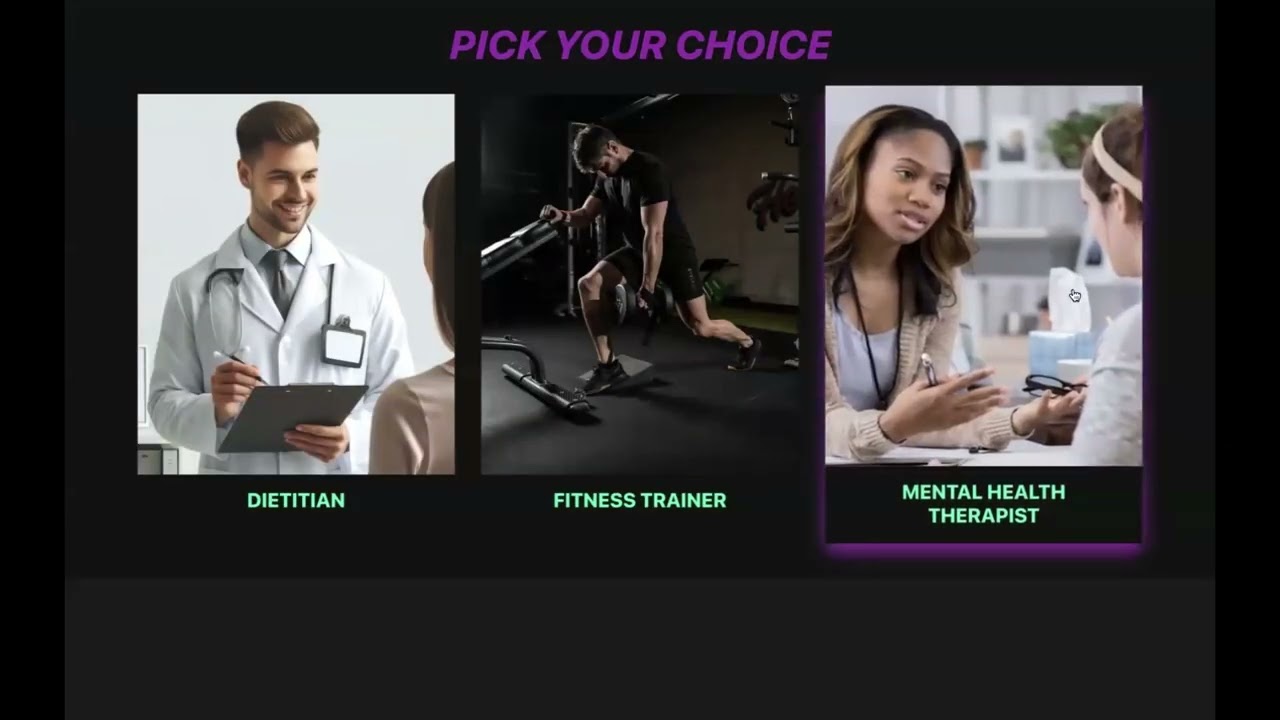 PICK YOUR CHOICE
DIETITIAN
FITNESS TRAINER
MENTAL HEALTH
THERAPIST